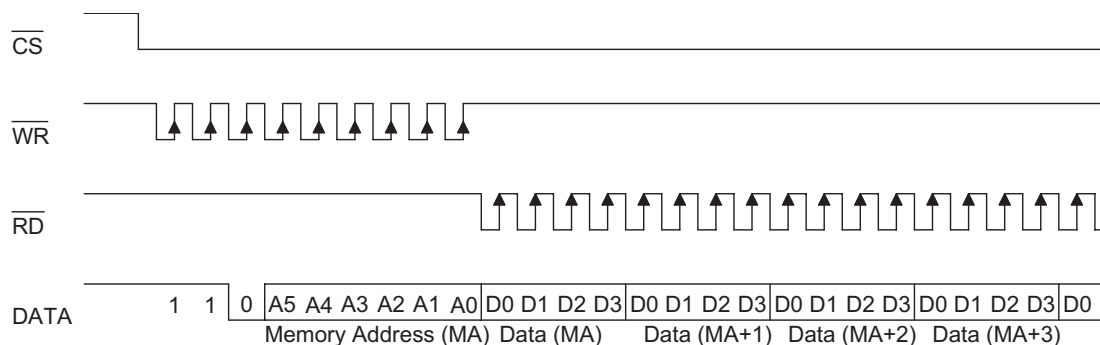 CS
WR
RD
DATA 1 1 0 A5 A4 A3 A2 A1 A0 D0 D1 D2 D3 D0 D1 D2 D3 D0 D1 D2 D3 D0 D1 D2 D3 D0
Memory Address (MA) Data (MA) Data (MA+1) Data (MA+2) Data (MA+3)